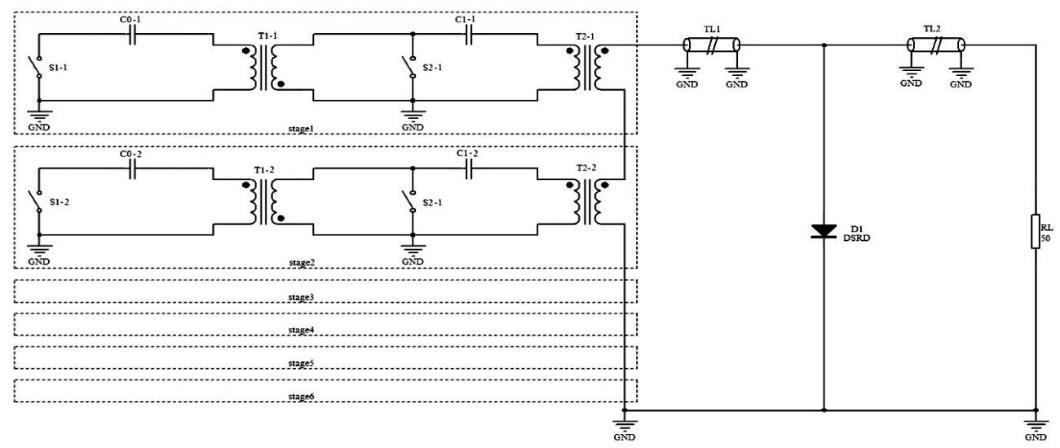 C0-1
T1-1
S1-1
GND
C1-1
S2-1
GND
T2-1
stage1
C0-2
T1-2
S1-2
GND
C1-2
S2-1
GND
T2-2
stage2
stage3
stage4
stage5
stage6
TL1
GND
GND
TL2
GND
GND
D1
DSRD
RL
50
GND
GND